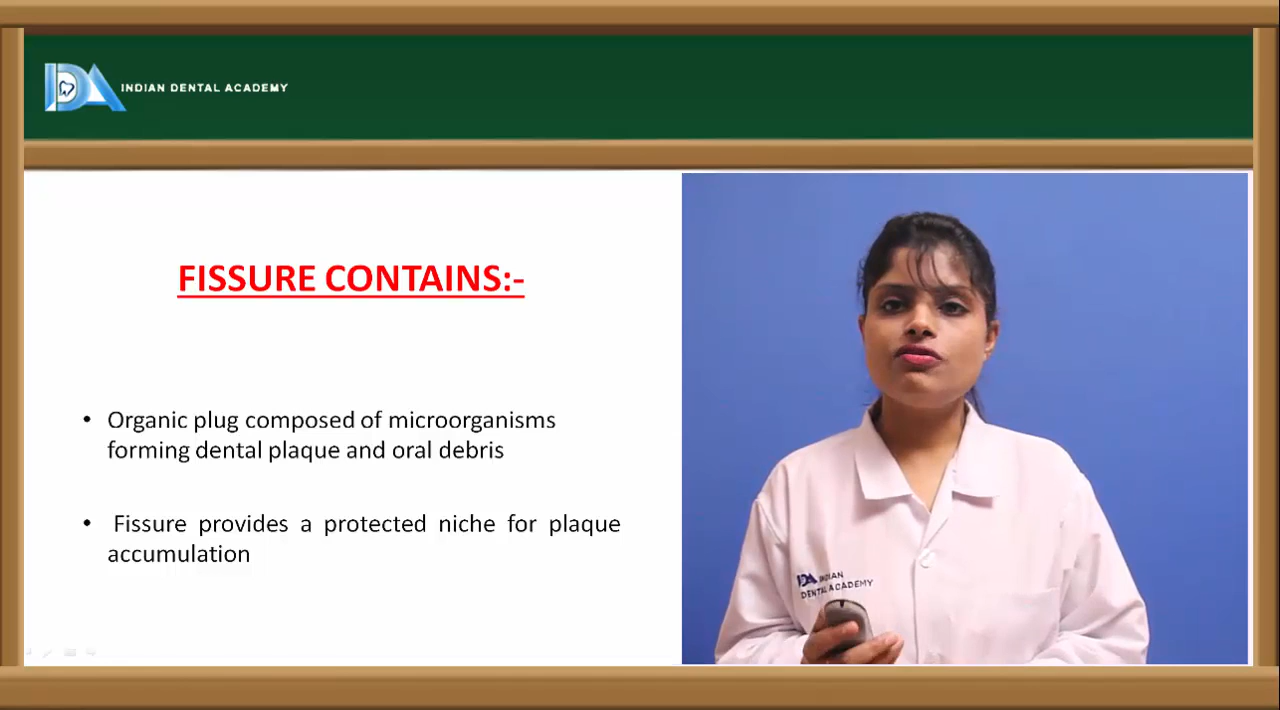 INDIAN DENTAL ACADEMY
FISSURE CONTAINS:-
• Organic plug composed of microorganisms
forming dental plaque and oral debris
• Fissure provides a protected niche for plaque
accumulation
IDA INDIAN
DENTAL ACADEMY